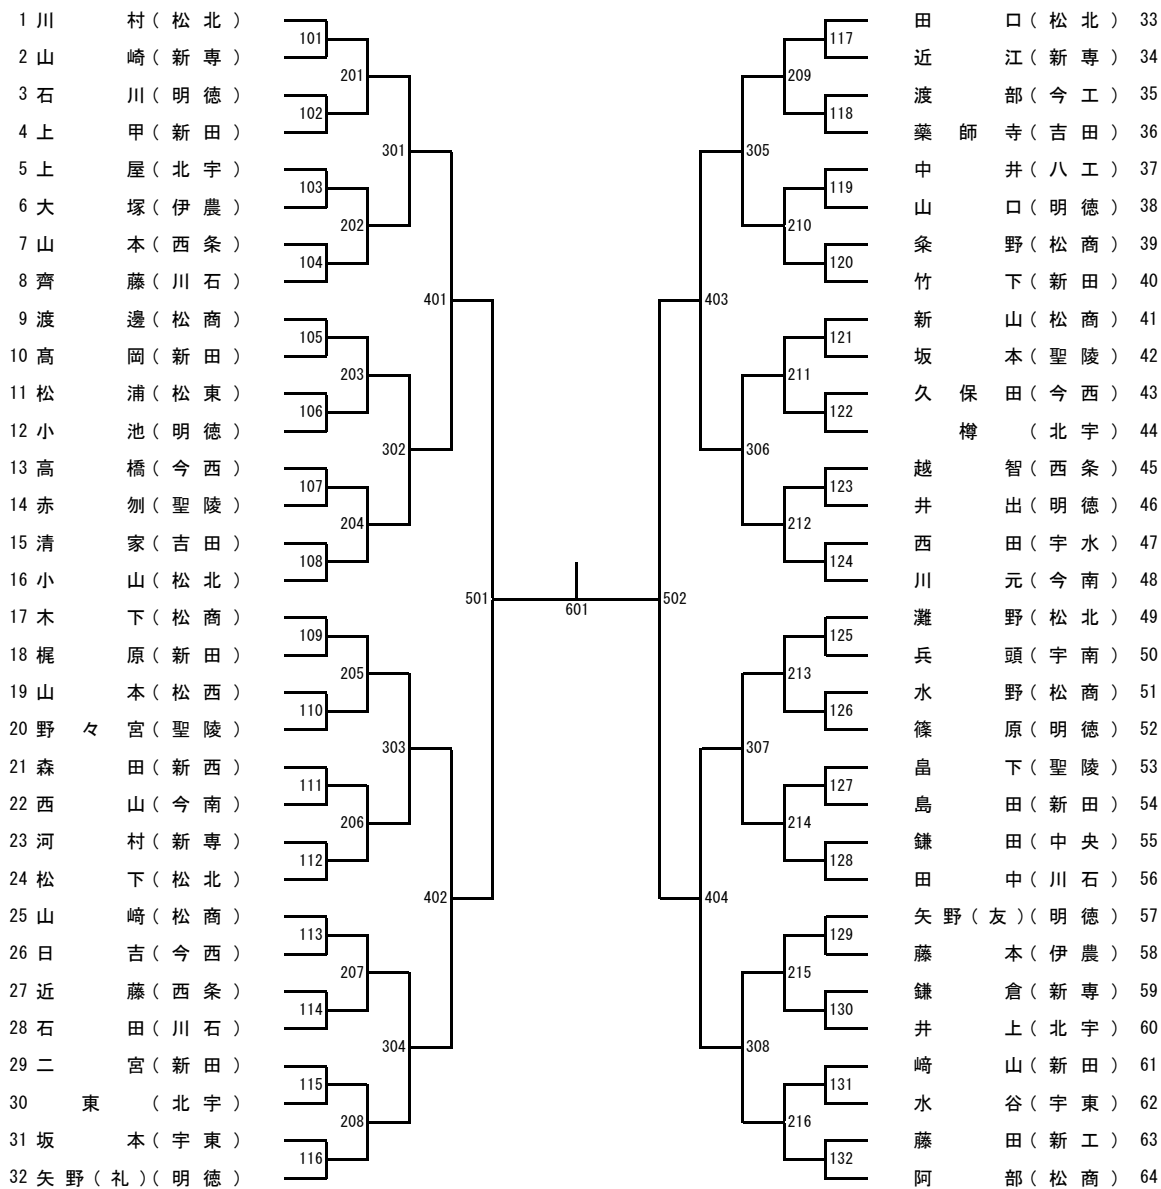 1 川村(松北)
2 山崎(新専)
3 石川(明徳)
4 上甲(新田)
5 上屋(北宇)
6 大塚(伊農)
7 山本(西条)
8 齊藤(川石)
9 渡邊(松商)
10 髙岡(新田)
11 松浦(松東)
12 小池(明徳)
13 高橋(今西)
14 赤刎(聖陵)
15 清家(吉田)
16 小山(松北)
17 木下(松商)
18 梶原(新田)
19 山本(松西)
20 野々宮(聖陵)
21 森田(新西)
22 西山(今南)
23 河村(新専)
24 松下(松北)
25 山﨑(松商)
26 日吉(今西)
27 近藤(西条)
28 石田(川石)
29 二宮(新田)
30 東(北宇)
31 坂本(宇東)
32 矢野(礼)(明徳)
101
102
103
104
105
106
107
108
109
110
111
112
113
114
115
116
201
202
203
204
205
206
207
208
301
302
303
304
401
402
501
601
502
403
404
305
306
307
308
209
210
211
212
213
214
215
216
117
118
119
120
121
122
123
124
125
126
127
128
129
130
131
132
田口(松北) 33
近江(新専) 34
渡部(今工) 35
藥師寺(吉田) 36
中井(八工) 37
山口(明徳) 38
粂野(松商) 39
竹下(新田) 40
新山(松商) 41
坂本(聖陵) 42
久保田(今西) 43
樽(北宇) 44
越智(西条) 45
井出(明徳) 46
西田(宇水) 47
川元(今南) 48
灘野(松北) 49
兵頭(宇南) 50
水野(松商) 51
篠原(明徳) 52
畠下(聖陵) 53
島田(新田) 54
鎌田(中央) 55
田中(川石) 56
矢野(友)(明徳) 57
藤本(伊農) 58
鎌倉(新専) 59
井上(北宇) 60
﨑山(新田) 61
水谷(宇東) 62
藤田(新工) 63
阿部(松商) 64